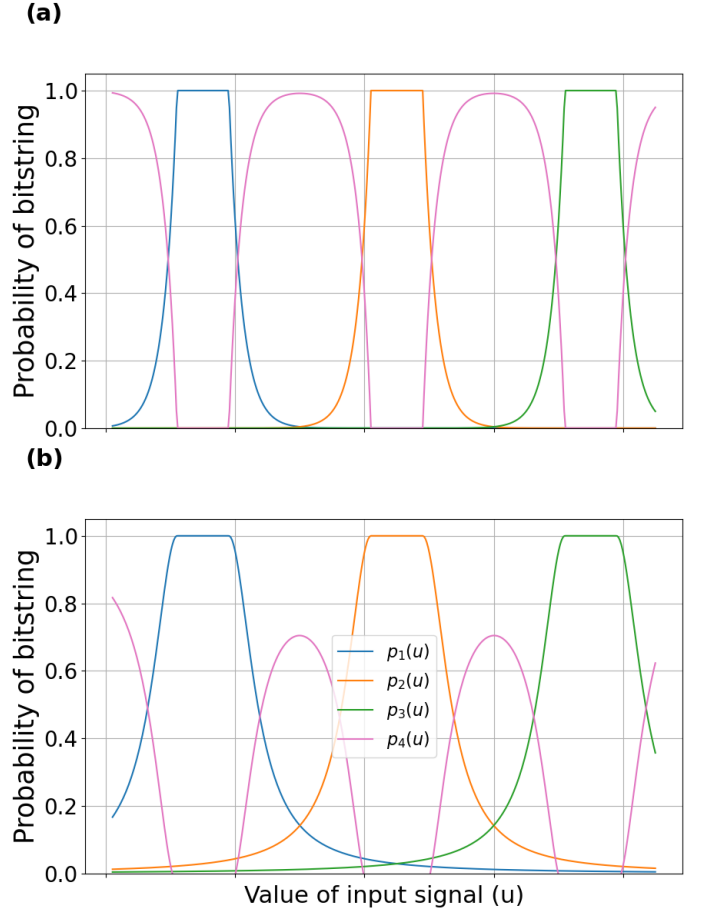 (a)
Probability of bitstring
1.0
0.8
0.6
0.4
0.2
0.0
(b)
Probability of bitstring
1.0
0.8
0.6
0.4
0.2
0.0
p₁(u)
p₂(u)
p₃(u)
p₄(u)
Value of input signal (u)